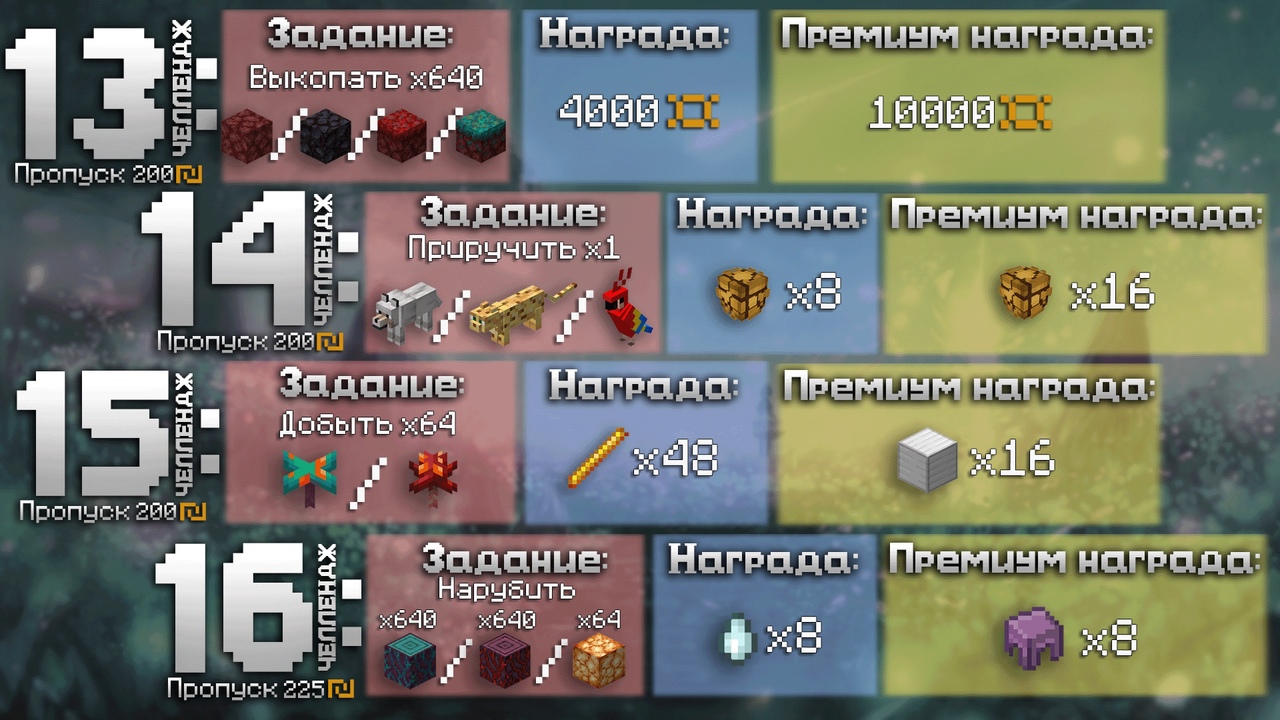 13 ЧЕЛЛЕНДЖ:
Пропуск 200
Задание:
Выкопать x640
/ / /
Награда:
4000
Премиум награда:
10000
14 ЧЕЛЛЕНДЖ:
Пропуск 200
Задание:
Приручить x1
/ /
Награда:
x8
Премиум награда:
x16
15 ЧЕЛЛЕНДЖ:
Пропуск 200
Задание:
Добыть x64
/
Награда:
x48
Премиум награда:
x16
16 ЧЕЛЛЕНДЖ:
Пропуск 225
Задание:
Нарубить
x640 x640 x64
/ /
Награда:
x8
Премиум награда:
x8